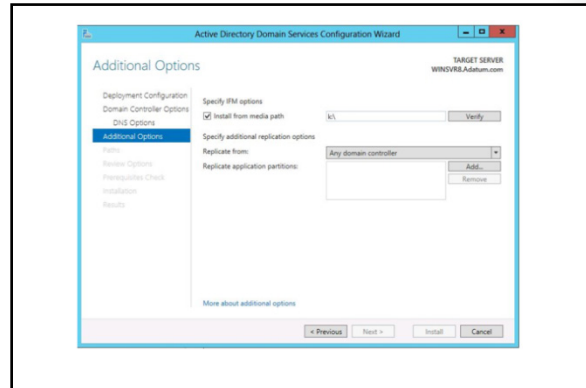 Active Directory Domain Services Configuration Wizard
Additional Options
TARGET SERVER
WINSVR8.Adatum.com
Deployment Configuration
Domain Controller Options
DNS Options
Additional Options
Paths
Review Options
Prerequisites Check
Installation
Results
Specify IFM options
Install from media path
k:\
Verify
Specify additional replication options
Replicate from:
Any domain controller
Replicate application partitions:
Add...
Remove
More about additional options
< Previous
Next >
Install
Cancel